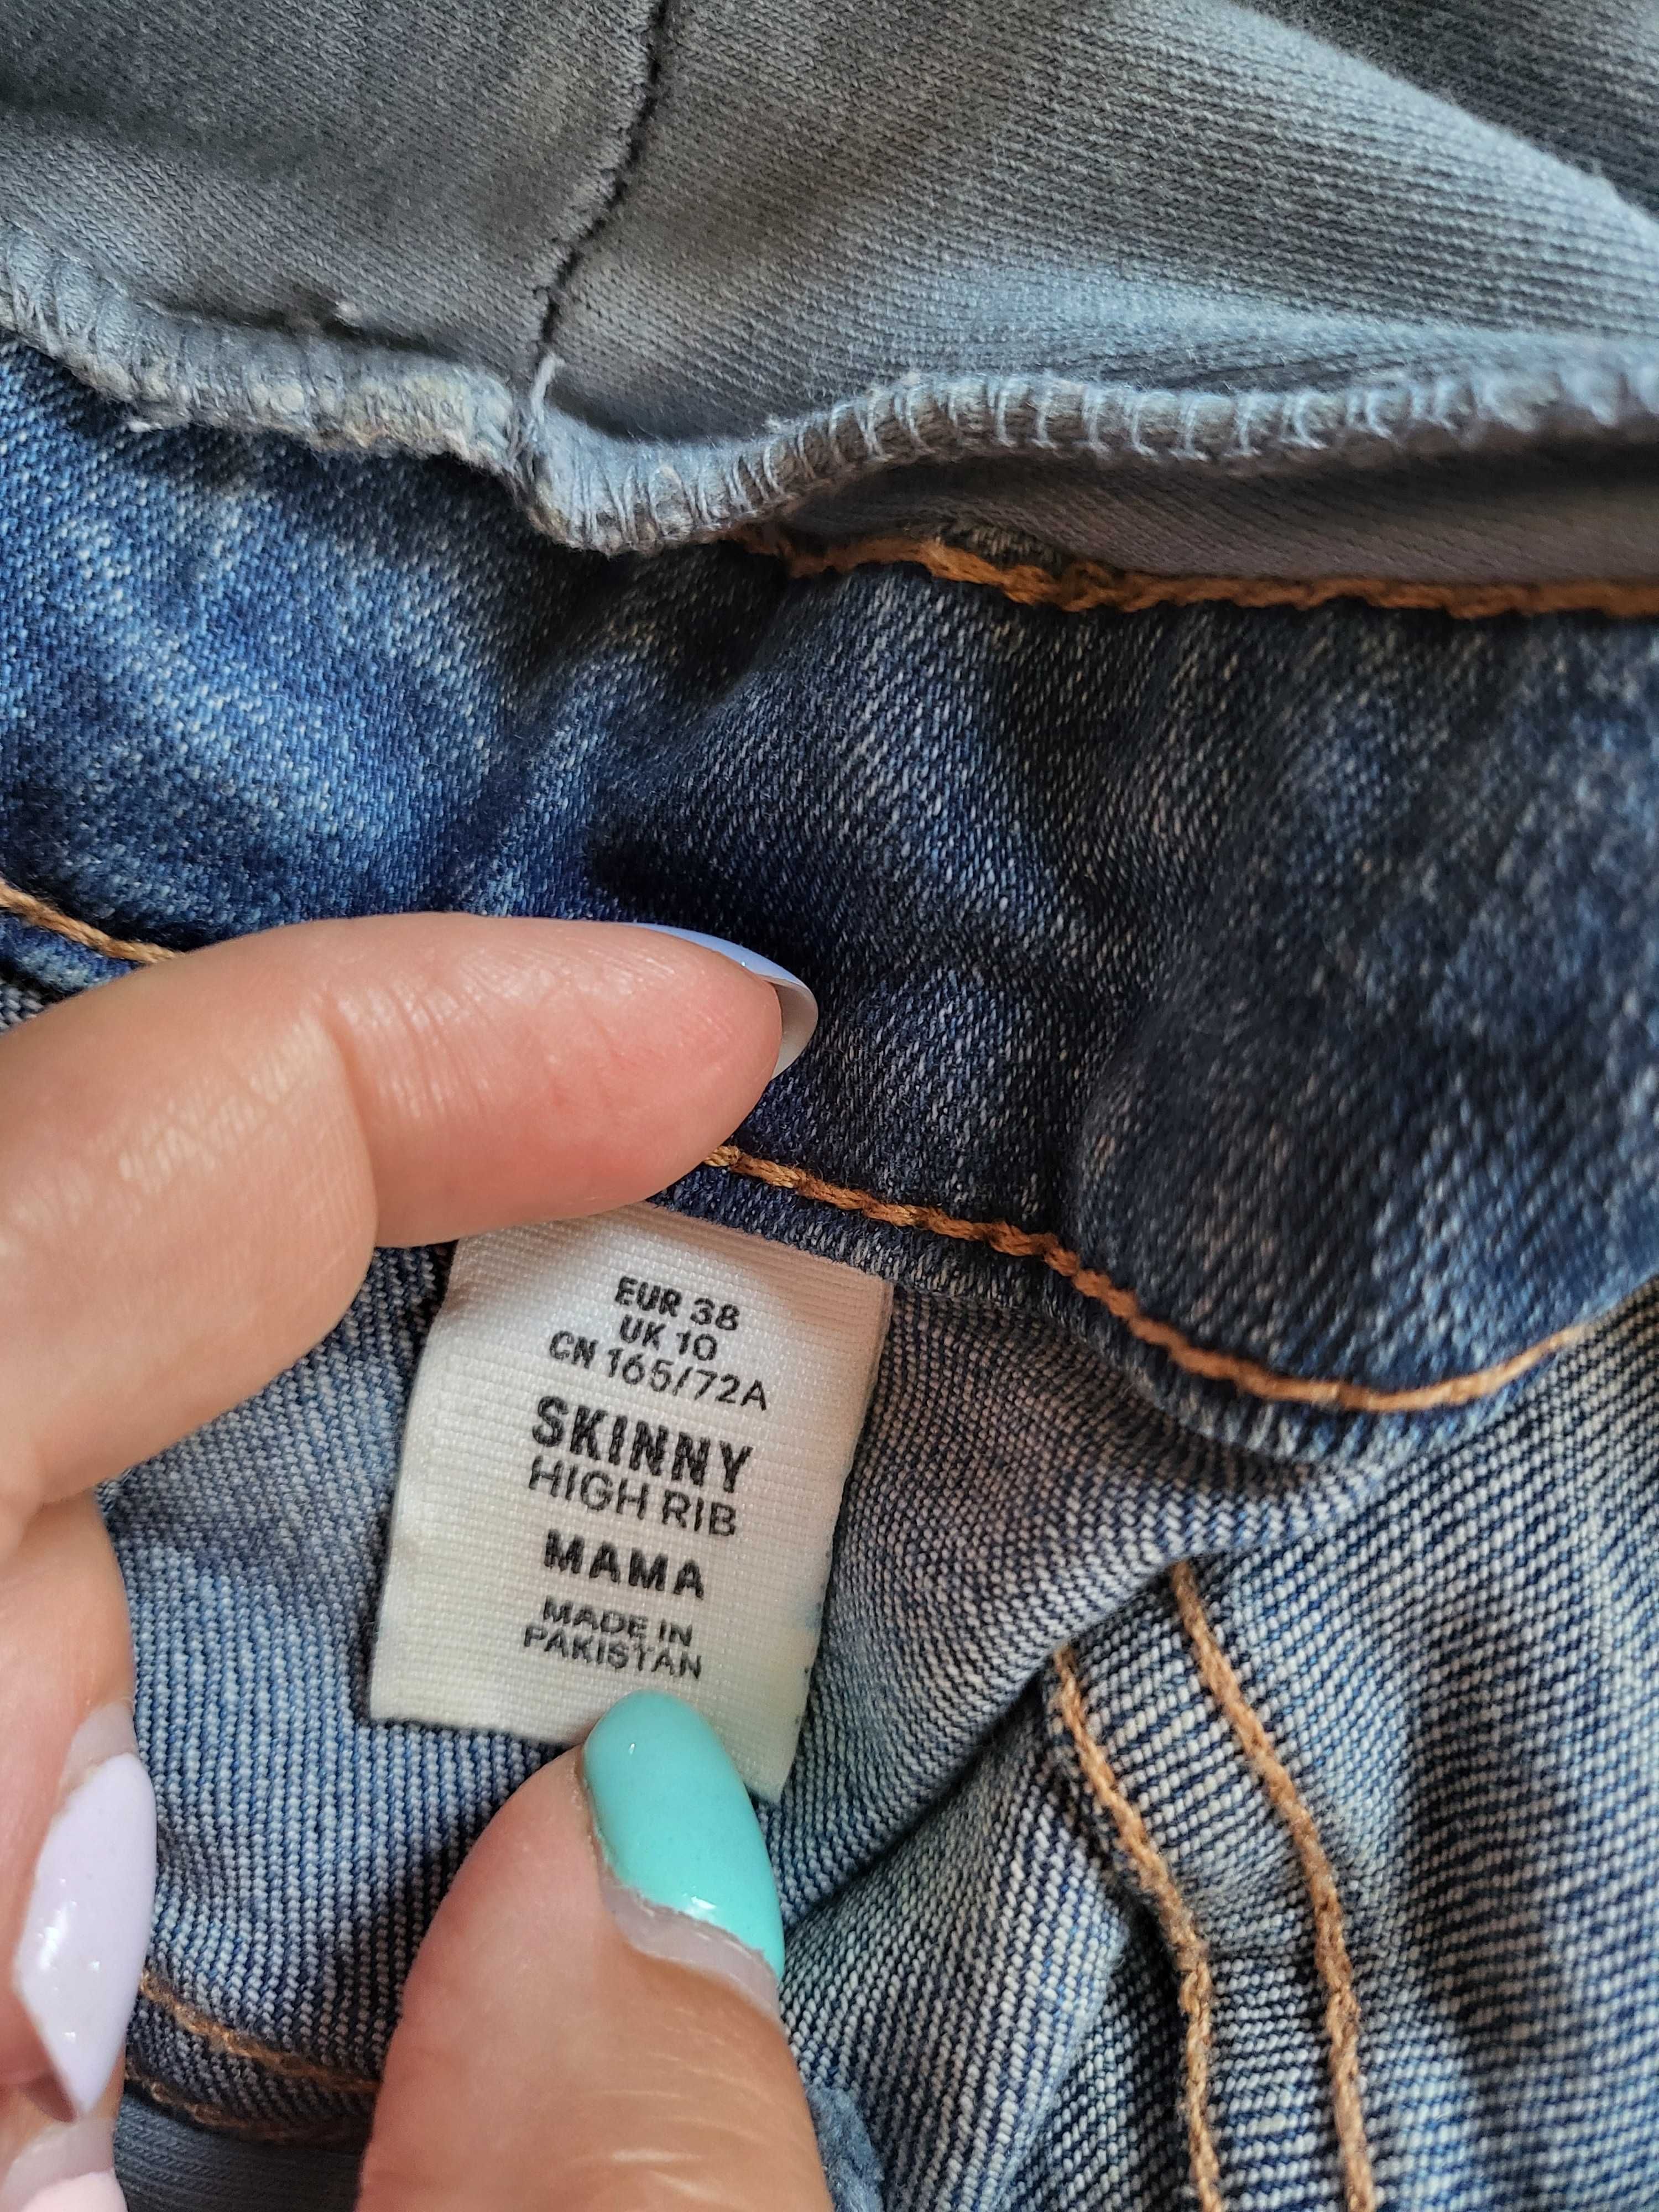 EUR 38
UK 10
CN 165/72A
SKINNY
HIGH RIB
MAMA
MADE IN
PAKISTAN